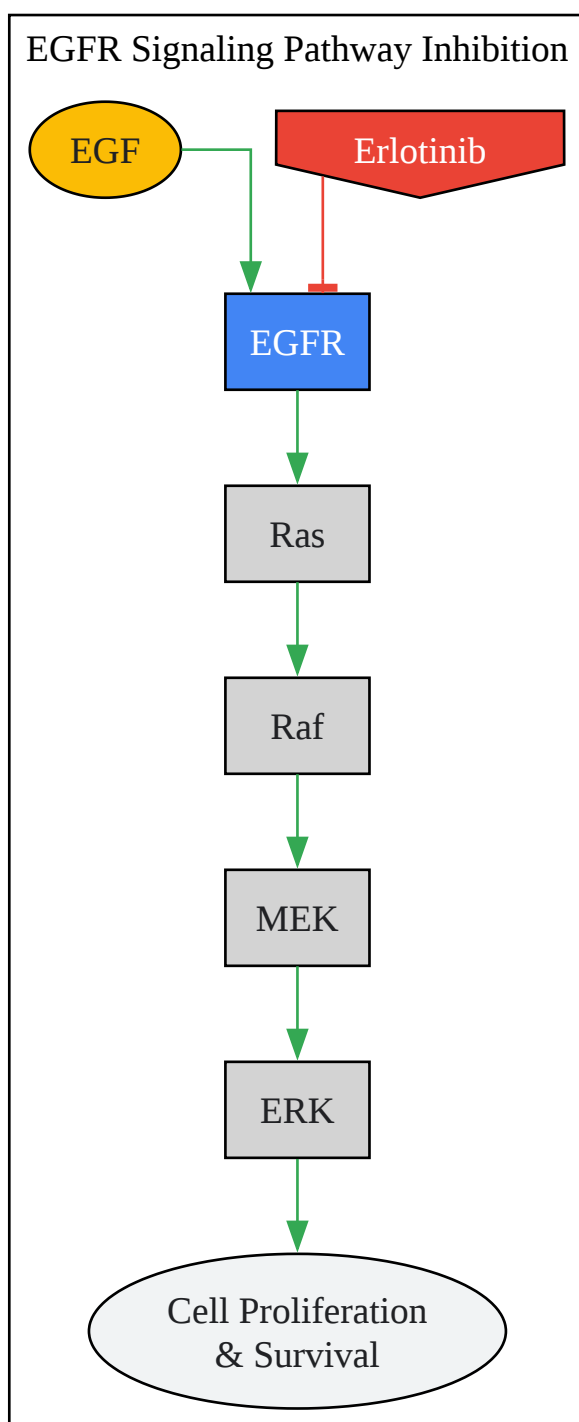 EGFR Signaling Pathway Inhibition
EGF
Erlotinib
EGFR
Ras
Raf
MEK
ERK
Cell Proliferation
& Survival